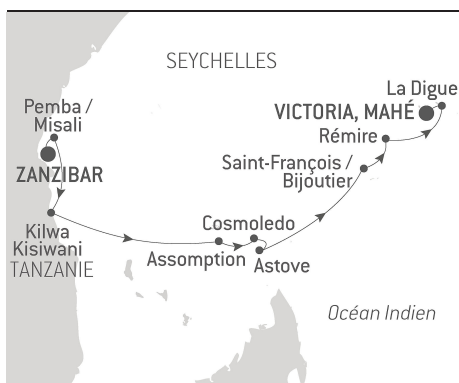 SEYCHELLES
La Digue
Pemba /
Misali
VICTORIA, MAHÉ
Rémire
Saint-François /
Bijoutier
ZANZIBAR
Cosmoledo
Kilwa
Kisiwani
TANZANIE
Assomption
Astove
Océan Indien